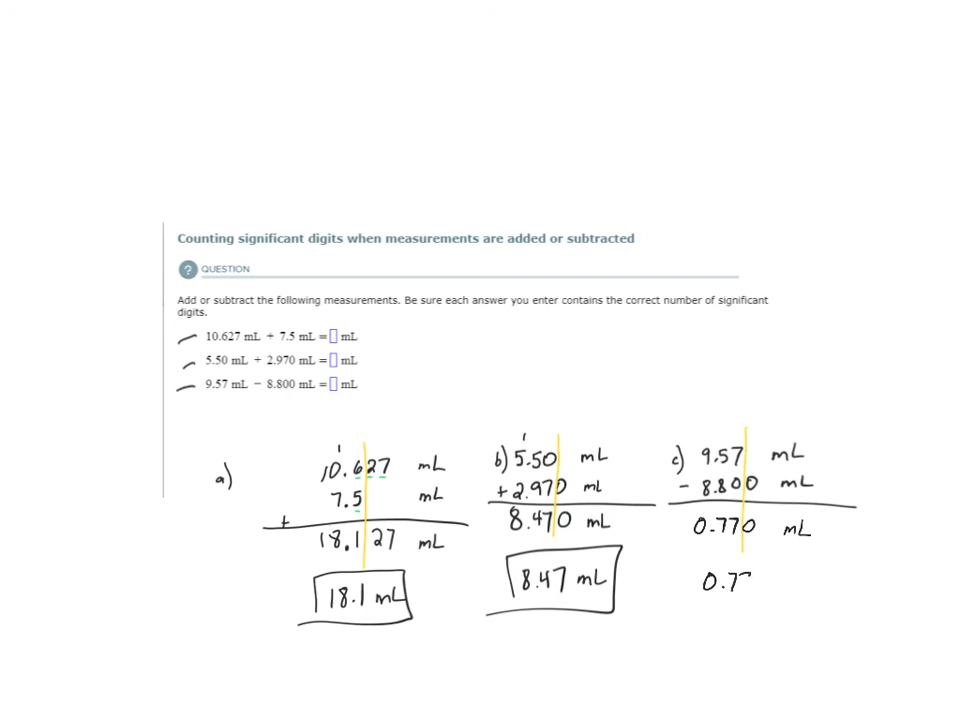 Counting significant digits when measurements are added or subtracted
? QUESTION
Add or subtract the following measurements. Be sure each answer you enter contains the correct number of significant
digits.
10.627 mL + 7.5 mL = mL
5.50 mL + 2.970 mL = mL
9.57 mL − 8.800 mL = mL
a)
1
10.627 mL
7.5 mL
+
18.127 mL
18.1 mL
1
b) 5.50 mL
+2.970 mL
8.470 mL
8.47 mL
c) 9.57 mL
- 8.800 mL
0.770 mL
0.77